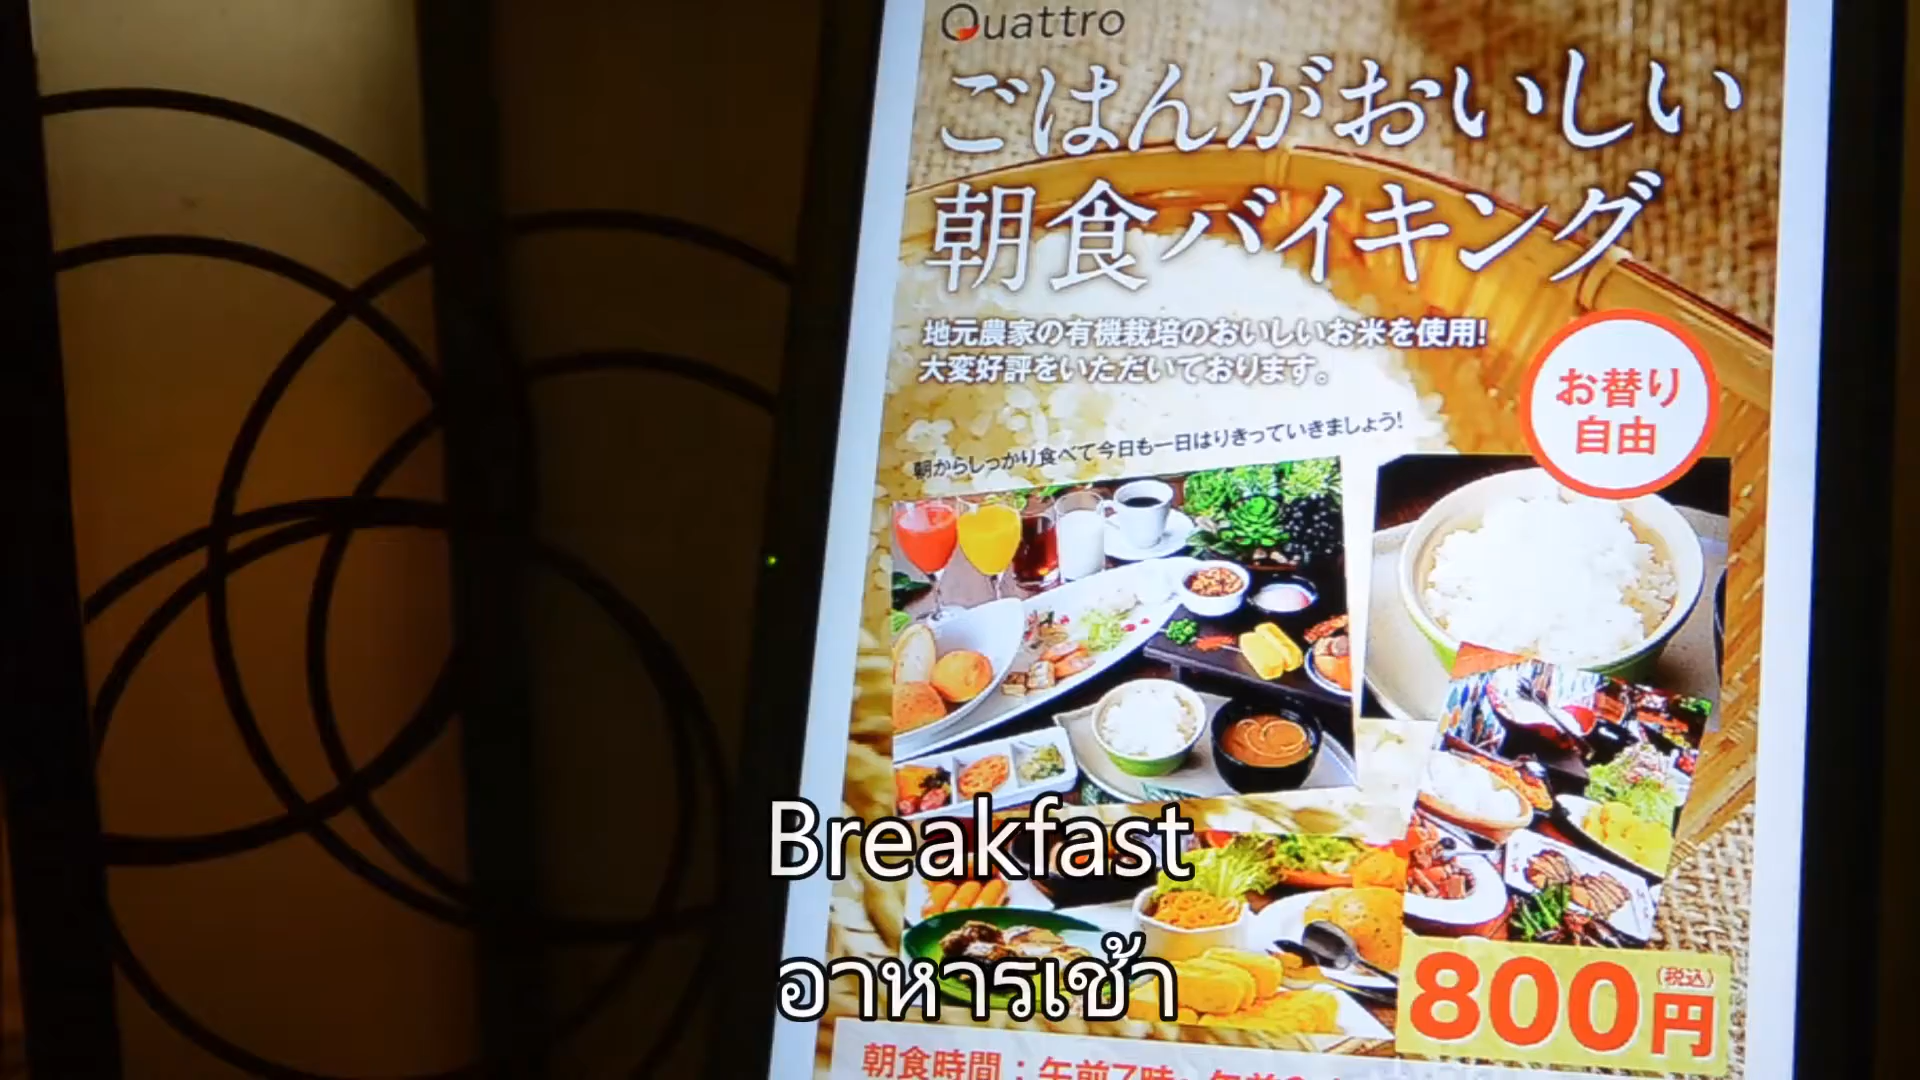 Quattro
ごはんがおいしい
朝食バイキング
地元農家の有機栽培のおいしいお米を使用!
大変好評をいただいております。
お替り
自由
朝からしっかり食べて今日も一日はりきっていきましょう!
Breakfast
อาหารเช้า
800円
(税込)
朝食時間：午前7時